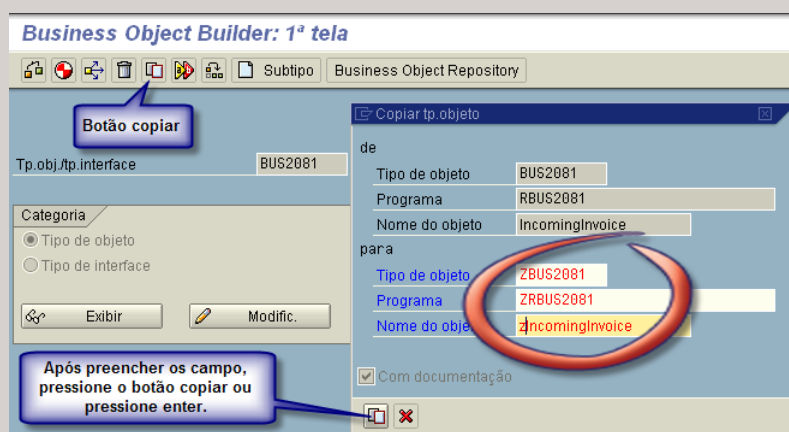 Business Object Builder: 1ª tela
Subtipo Business Object Repository
Botão copiar
Tp.obj./tp.interface BUS2081
Categoria
Tipo de objeto
Tipo de interface
Exibir Modific.
Após preencher os campo,
pressione o botão copiar ou
pressione enter.
Copiar tp.objeto
de
Tipo de objeto BUS2081
Programa RBUS2081
Nome do objeto IncomingInvoice
para
Tipo de objeto ZBUS2081
Programa ZRBUS2081
Nome do obje zIncomingInvoice
Com documentação